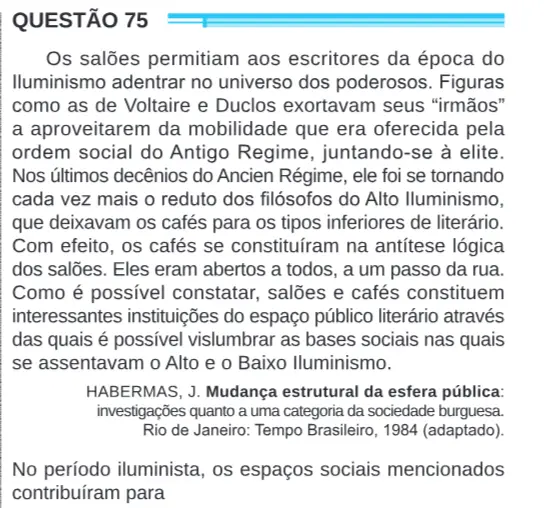 QUESTÃO 75
Os salões permitiam aos escritores da época do
Iluminismo adentrar no universo dos poderosos. Figuras
como as de Voltaire e Duclos exortavam seus “irmãos”
a aproveitarem da mobilidade que era oferecida pela
ordem social do Antigo Regime, juntando-se à elite.
Nos últimos decênios do Ancien Régime, ele foi se tornando
cada vez mais o reduto dos filósofos do Alto Iluminismo,
que deixavam os cafés para os tipos inferiores de literário.
Com efeito, os cafés se constituíram na antítese lógica
dos salões. Eles eram abertos a todos, a um passo da rua.
Como é possível constatar, salões e cafés constituem
interessantes instituições do espaço público literário através
das quais é possível vislumbrar as bases sociais nas quais
se assentavam o Alto e o Baixo Iluminismo.
HABERMAS, J. Mudança estrutural da esfera pública:
investigações quanto a uma categoria da sociedade burguesa.
Rio de Janeiro: Tempo Brasileiro, 1984 (adaptado).
No período iluminista, os espaços sociais mencionados
contribuíram para